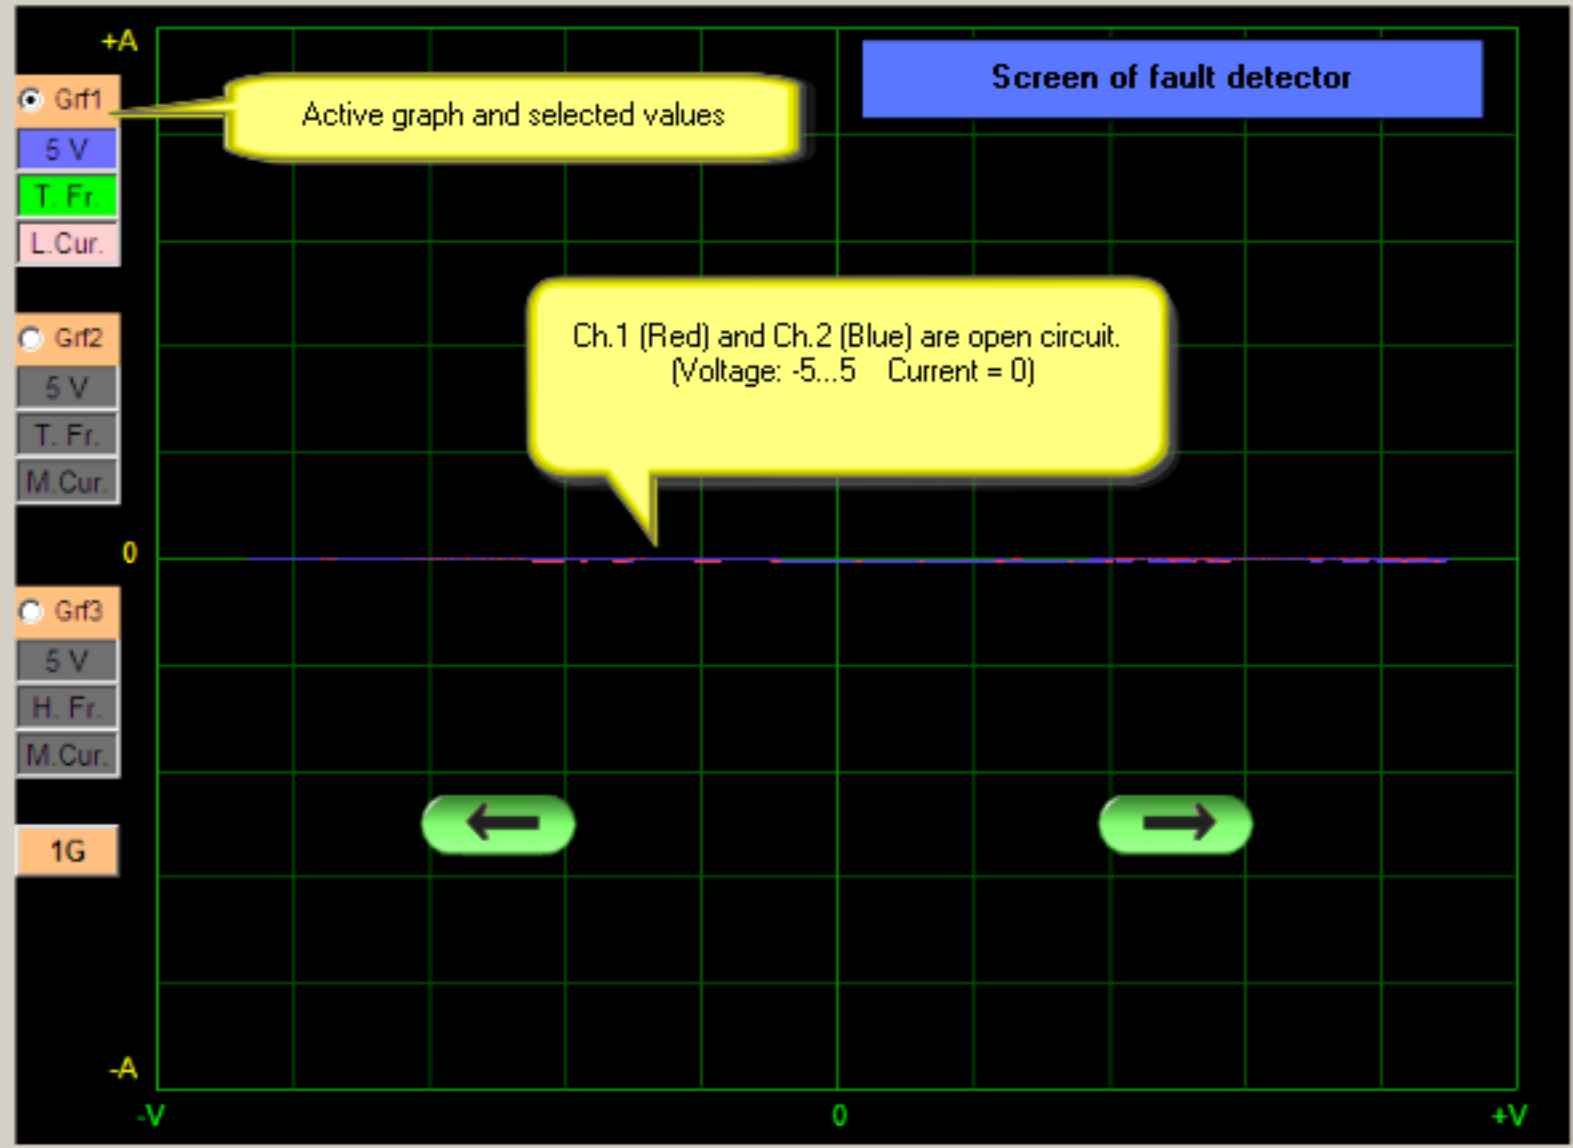 +A
Screen of fault detector
Grf1
Active graph and selected values
5 V
T. Fr.
L.Cur.
Ch.1 (Red) and Ch.2 (Blue) are open circuit.
(Voltage: -5...5 Current = 0)
Grf2
5 V
T. Fr.
M.Cur.
0
Grf3
5 V
H. Fr.
M.Cur.
1G
-A
-V
0
+V